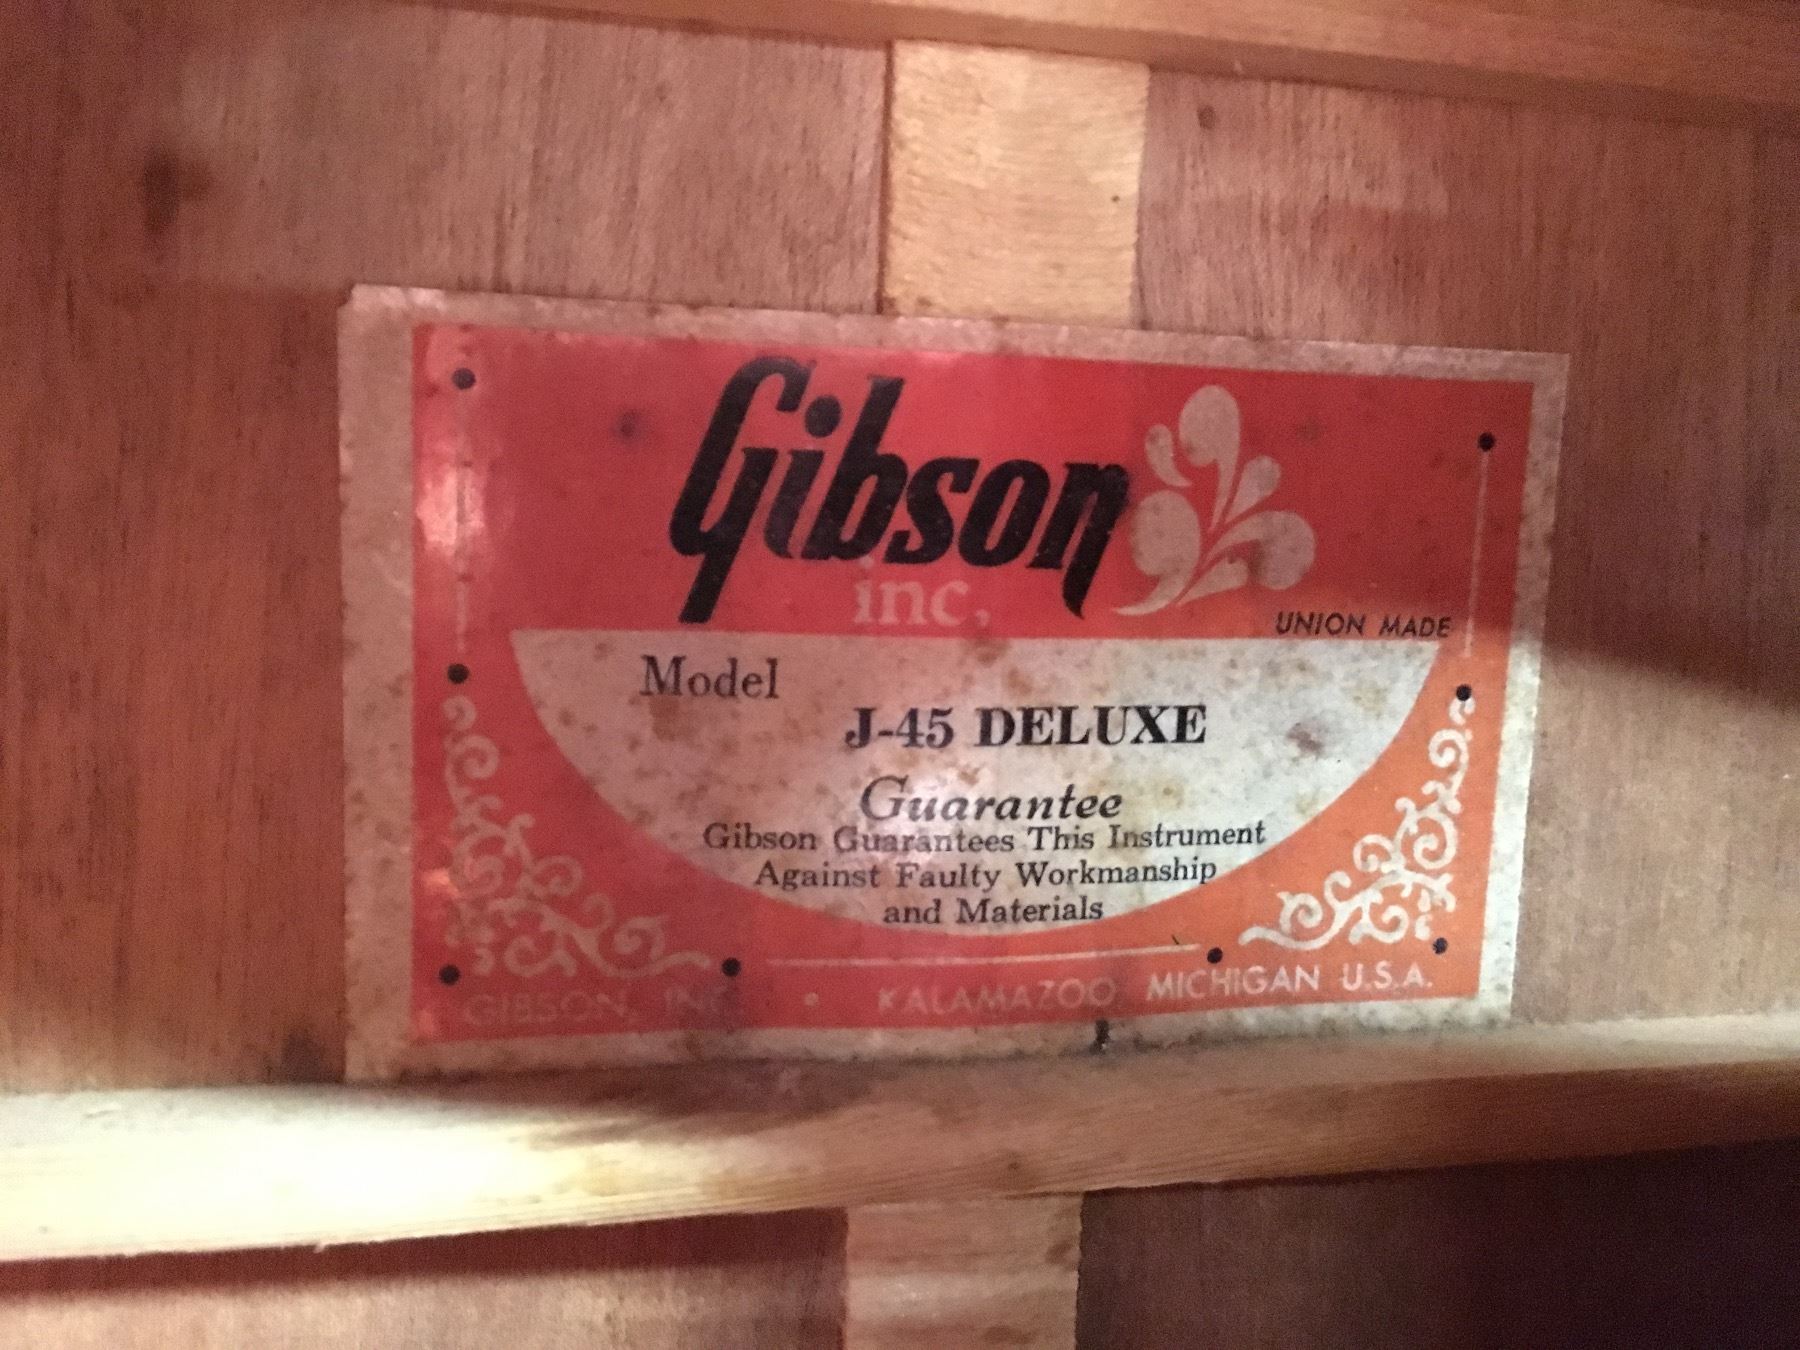 Gibson
inc.
UNION MADE
Model
J-45 DELUXE
Guarantee
Gibson Guarantees This Instrument
Against Faulty Workmanship
and Materials
GIBSON, INC. • KALAMAZOO, MICHIGAN U.S.A.